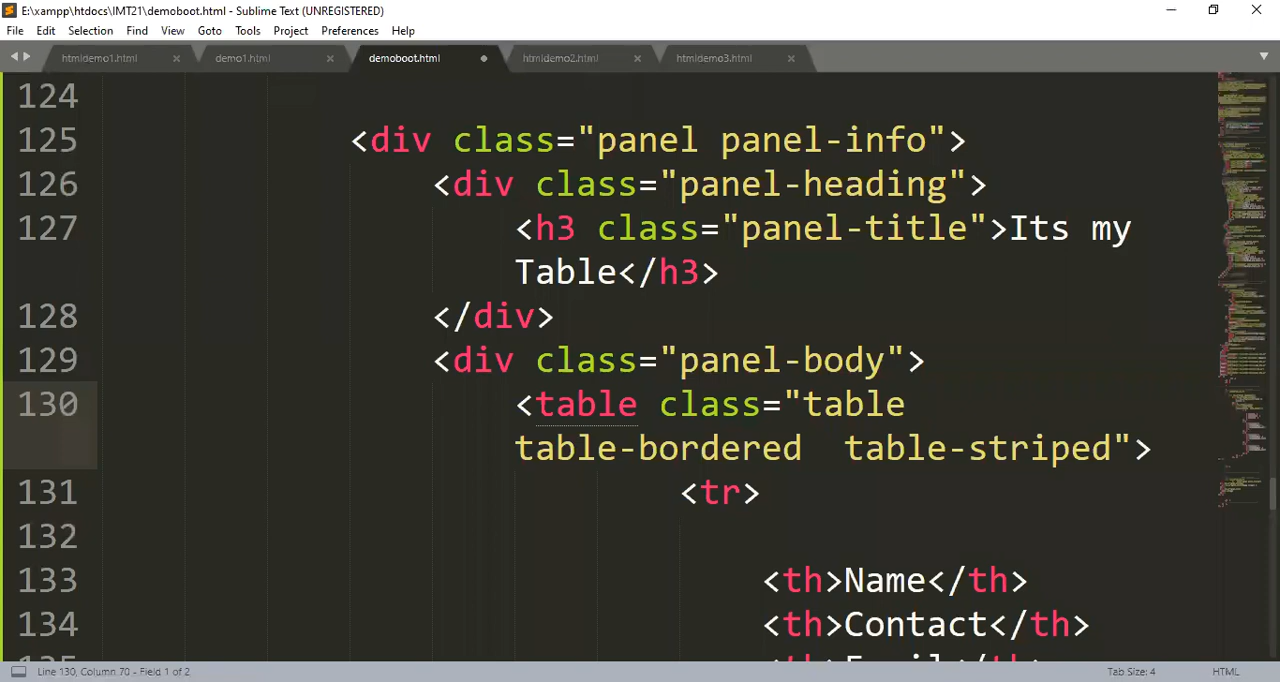 E:\xampp\htdocs\IMT21\demoboot.html - Sublime Text (UNREGISTERED)
File Edit Selection Find View Goto Tools Project Preferences Help
htmldemo1.html demo1.html demoboot.html htmldemo2.html htmldemo3.html
124
125 <div class="panel panel-info">
126 <div class="panel-heading">
127 <h3 class="panel-title">Its my
Table</h3>
128 </div>
129 <div class="panel-body">
130 <table class="table
table-bordered  table-striped">
131 <tr>
132
133 <th>Name</th>
134 <th>Contact</th>
135 <th>Email</th>
Line 130, Column 70 - Field 1 of 2 Tab Size: 4 HTML